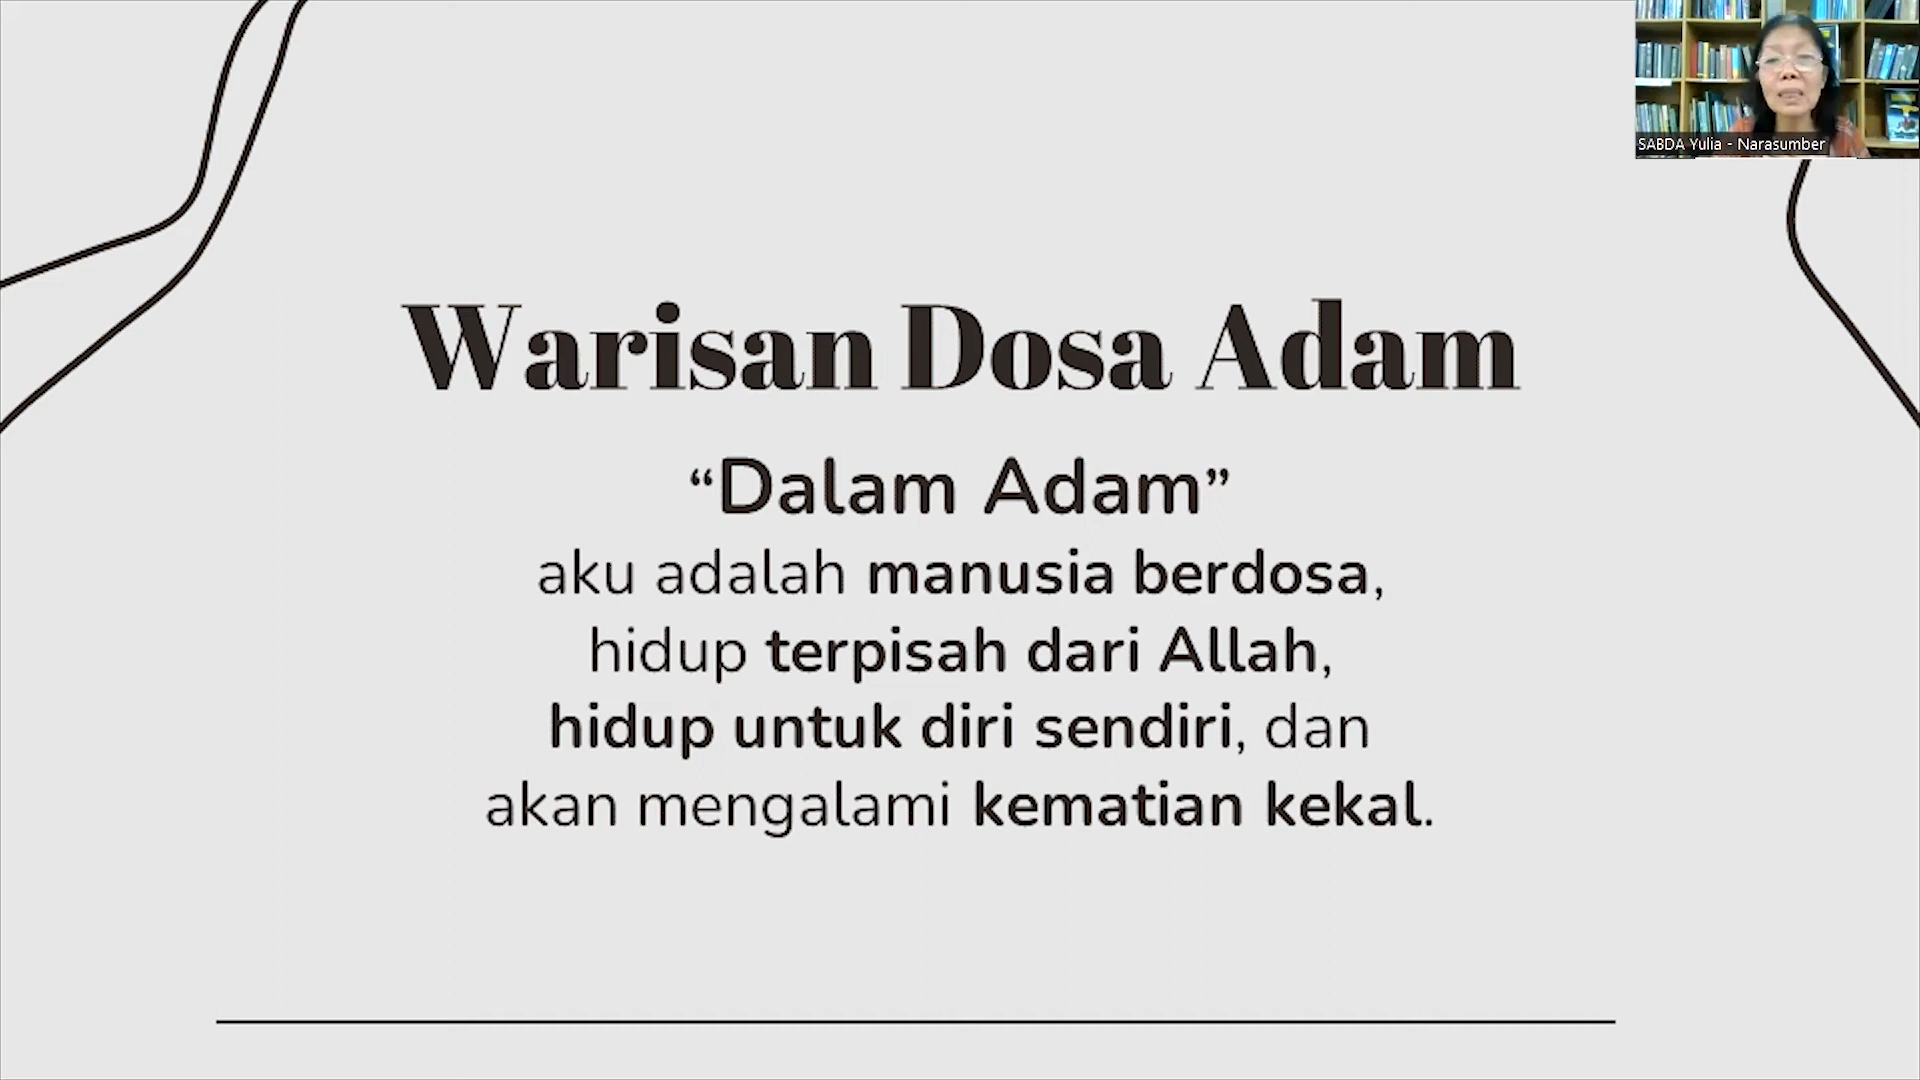 SABDA Yulia - Narasumber
Warisan Dosa Adam
“Dalam Adam”
aku adalah manusia berdosa,
hidup terpisah dari Allah,
hidup untuk diri sendiri, dan
akan mengalami kematian kekal.